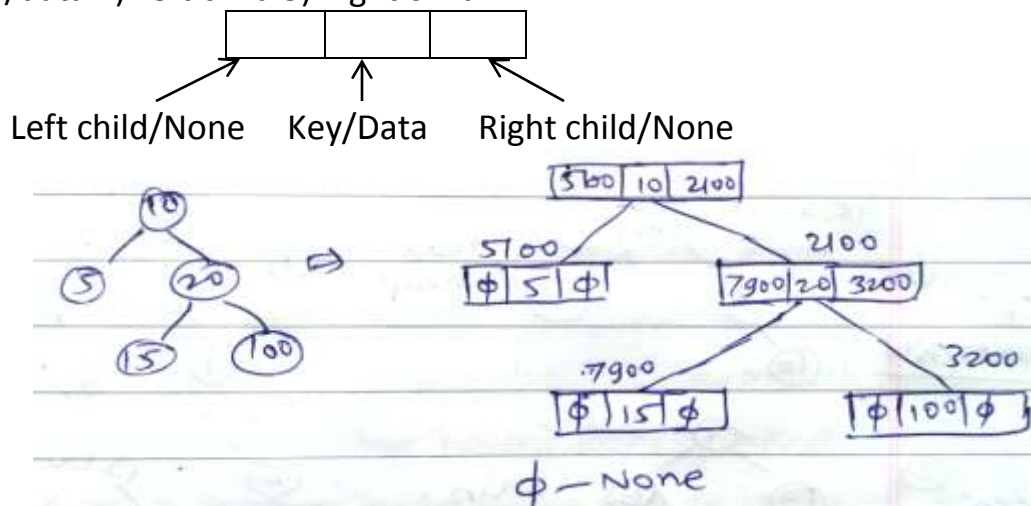 Left child/None Key/Data Right child/None
10
5 20
15 100
⇨
5100 10 2100
5100
ϕ 5 ϕ
2100
7900 20 3200
7900
ϕ 15 ϕ
3200
ϕ 100 ϕ
ϕ – None